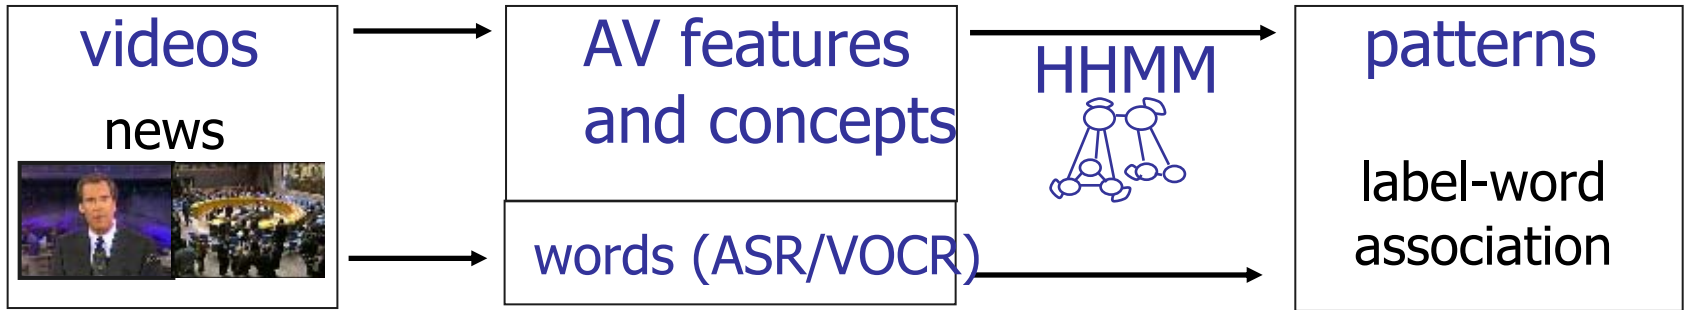 videos
news
AV features
and concepts
words (ASR/VOCR)
HHMM
patterns
label-word
association